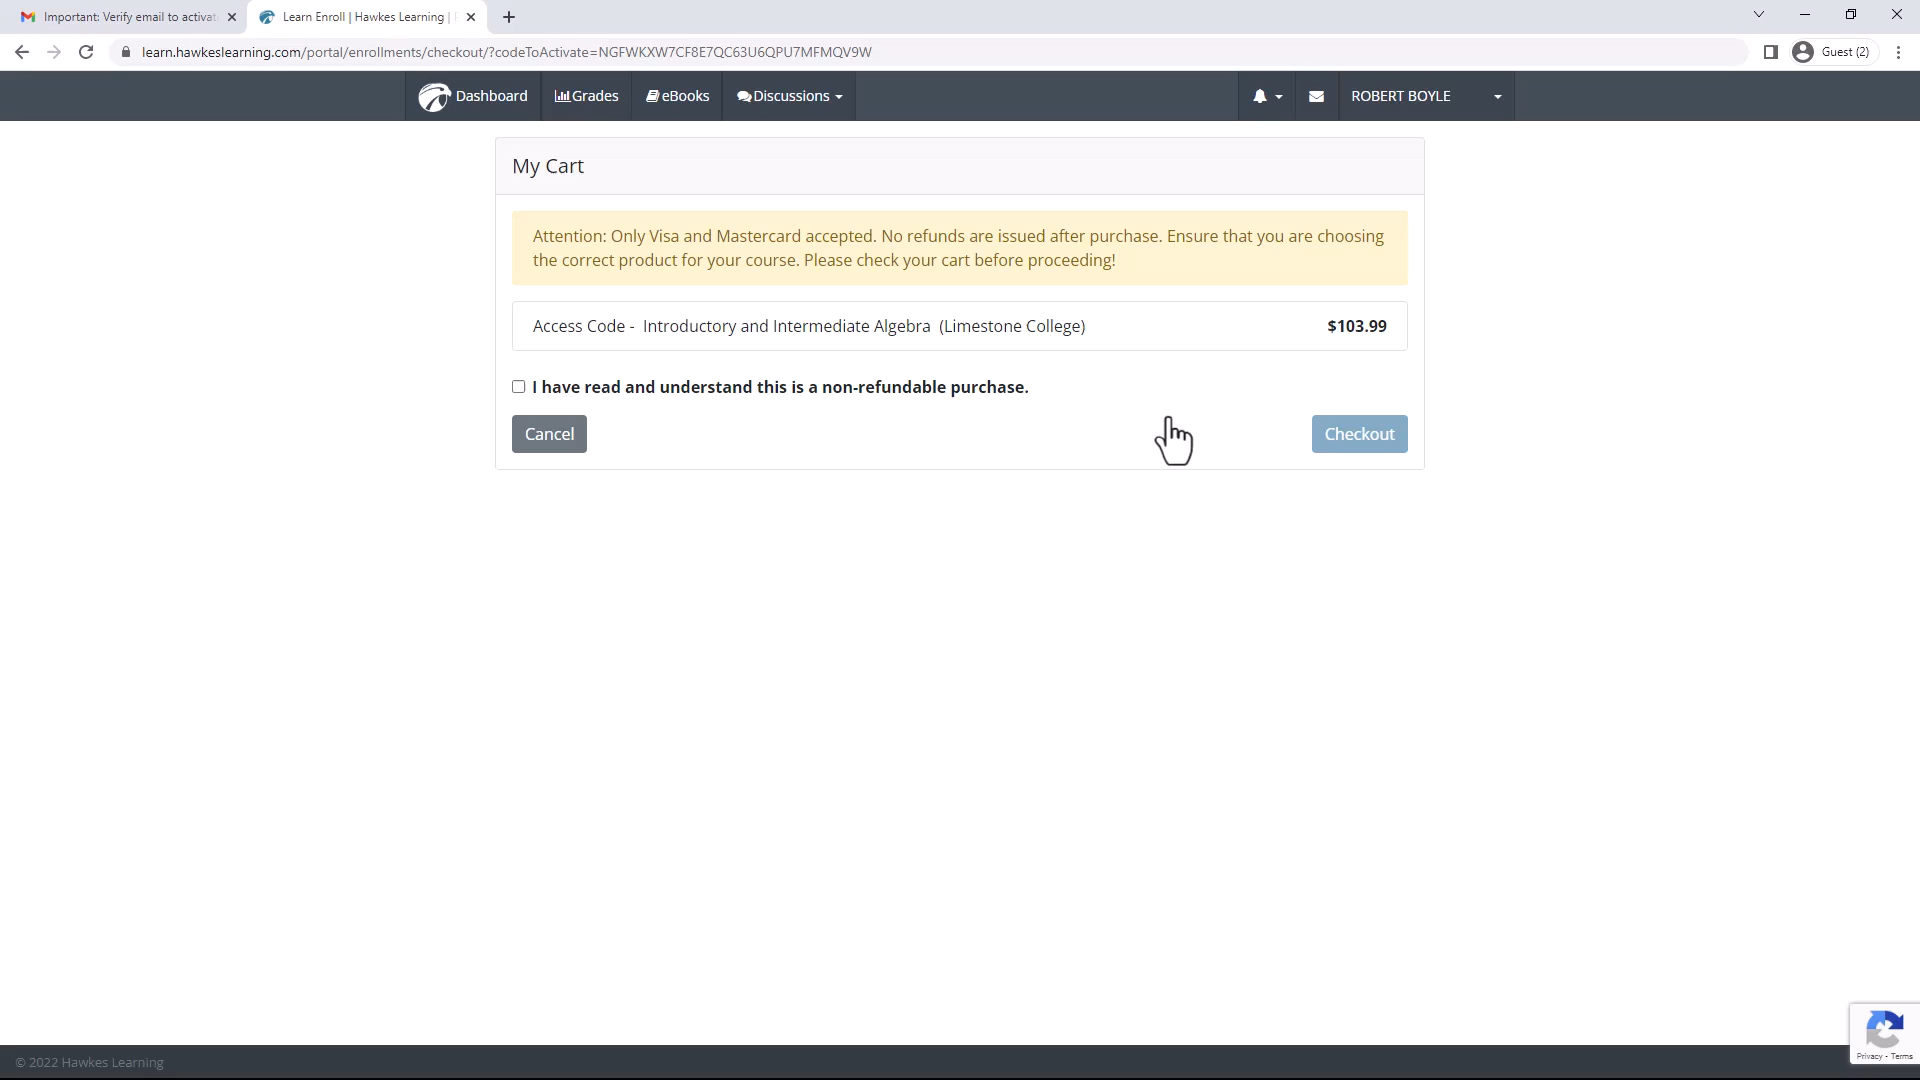 Important: Verify email to activat
Learn Enroll | Hawkes Learning |
learn.hawkeslearning.com/portal/enrollments/checkout/?codeToActivate=NGFWKXW7CF8E7QC63U6QPU7MFMQV9W
Guest (2)
Dashboard
Grades
eBooks
Discussions
ROBERT BOYLE
My Cart
Attention: Only Visa and Mastercard accepted. No refunds are issued after purchase. Ensure that you are choosing
the correct product for your course. Please check your cart before proceeding!
Access Code - Introductory and Intermediate Algebra (Limestone College) $103.99
I have read and understand this is a non-refundable purchase.
Cancel
Checkout
Privacy - Terms
© 2022 Hawkes Learning